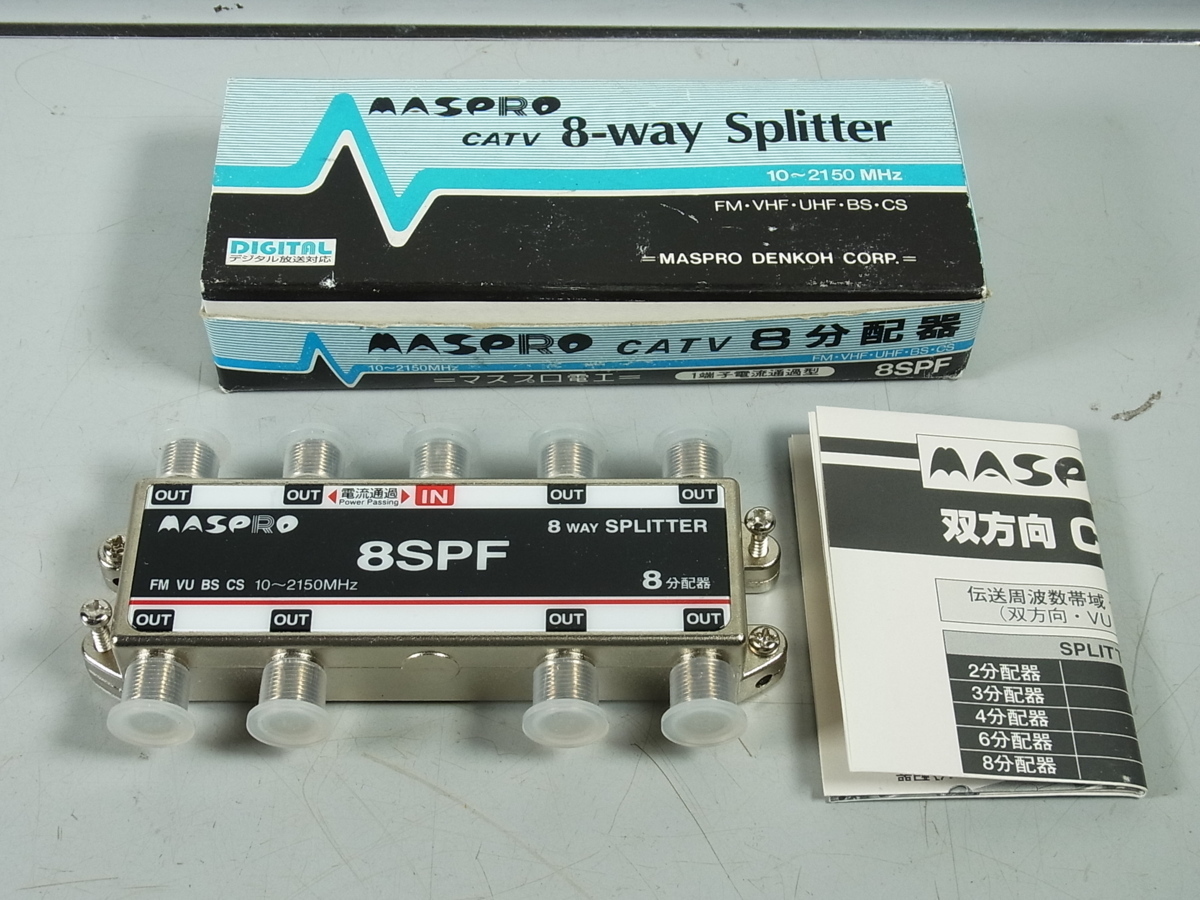 MASPRO
CATV 8-way Splitter
10～2150 MHz
FM・VHF・UHF・BS・CS
DIGITAL
デジタル放送対応
=MASPRO DENKOH CORP.=
MASPRO CATV 8分配器
10～2150MHz
FM・VHF・UHF・BS・CS
=マスプロ電工=
1端子電流通過型
8SPF
OUT
OUT
電流通過
Power Passing
IN
OUT
OUT
MASPRO
8 WAY SPLITTER
8SPF
FM VU BS CS 10～2150MHz
8分配器
OUT
OUT
OUT
OUT
MASP
双方向 C
伝送周波数帯域
(双方向・VU
SPLIT
2分配器
3分配器
4分配器
6分配器
8分配器